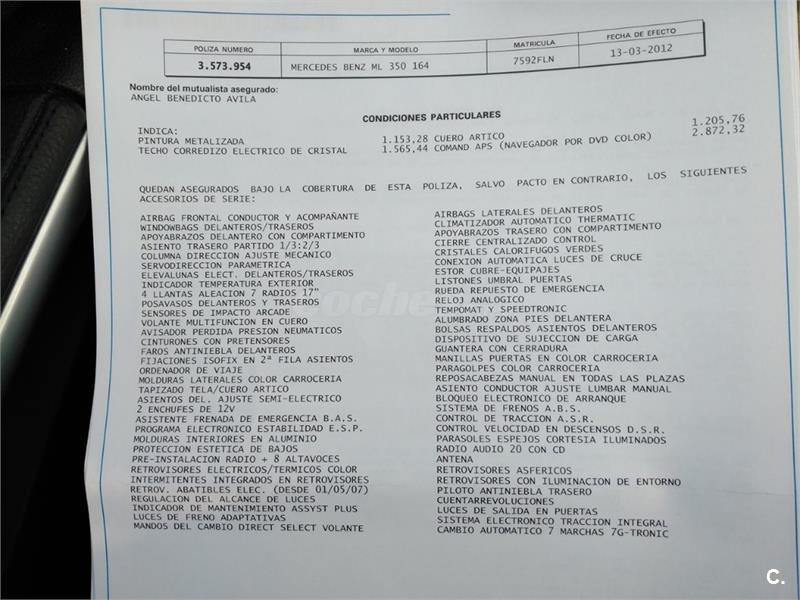 POLIZA NUMERO MARCA Y MODELO MATRICULA FECHA DE EFECTO
3.573.954 MERCEDES BENZ ML 350 164 7592FLN 13-03-2012
Nombre del mutualista asegurado:
ANGEL BENEDICTO AVILA
CONDICIONES PARTICULARES
INDICA:
PINTURA METALIZADA 1.153,28 CUERO ARTICO 1.205,76
TECHO CORREDIZO ELECTRICO DE CRISTAL 1.565,44 COMAND APS (NAVEGADOR POR DVD COLOR) 2.872,32
QUEDAN ASEGURADOS BAJO LA COBERTURA DE ESTA POLIZA, SALVO PACTO EN CONTRARIO, LOS SIGUIENTES
ACCESORIOS DE SERIE:
AIRBAG FRONTAL CONDUCTOR Y ACOMPAÑANTE
WINDOWBAGS DELANTEROS/TRASEROS
APOYABRAZOS DELANTERO CON COMPARTIMENTO
ASIENTO TRASERO PARTIDO 1/3:2/3
COLUMNA DIRECCION AJUSTE MECANICO
SERVODIRECCION PARAMETRICA
ELEVALUNAS ELECT. DELANTEROS/TRASEROS
INDICADOR TEMPERATURA EXTERIOR
4 LLANTAS ALEACION 7 RADIOS 17"
POSAVASOS DELANTEROS Y TRASEROS
SENSORES DE IMPACTO ARCADE
VOLANTE MULTIFUNCION EN CUERO
AVISADOR PERDIDA PRESION NEUMATICOS
CINTURONES CON PRETENSORES
FAROS ANTINIEBLA DELANTEROS
FIJACIONES ISOFIX EN 2ª FILA ASIENTOS
ORDENADOR DE VIAJE
MOLDURAS LATERALES COLOR CARROCERIA
TAPIZADO TELA/CUERO ARTICO
ASIENTOS DEL. AJUSTE SEMI-ELECTRICO
2 ENCHUFES DE 12V
ASISTENTE FRENADA DE EMERGENCIA B.A.S.
PROGRAMA ELECTRONICO ESTABILIDAD E.S.P.
MOLDURAS INTERIORES EN ALUMINIO
PROTECCION ESTETICA DE BAJOS
PRE-INSTALACION RADIO + 8 ALTAVOCES
RETROVISORES ELECTRICOS/TERMICOS COLOR
INTERMITENTES INTEGRADOS EN RETROVISORES
RETROV. ABATIBLES ELEC. (DESDE 01/05/07)
REGULACION DEL ALCANCE DE LUCES
INDICADOR DE MANTENIMIENTO ASSYST PLUS
LUCES DE FRENO ADAPTATIVAS
MANDOS DEL CAMBIO DIRECT SELECT VOLANTE
AIRBAGS LATERALES DELANTEROS
CLIMATIZADOR AUTOMATICO THERMATIC
APOYABRAZOS TRASERO CON COMPARTIMENTO
CIERRE CENTRALIZADO CONTROL
CRISTALES CALORIFUGOS VERDES
CONEXION AUTOMATICA LUCES DE CRUCE
ESTOR CUBRE-EQUIPAJES
LISTONES UMBRAL PUERTAS
RUEDA REPUESTO DE EMERGENCIA
RELOJ ANALOGICO
TEMPOMAT Y SPEEDTRONIC
ALUMBRADO ZONA PIES DELANTERA
BOLSAS RESPALDOS ASIENTOS DELANTEROS
DISPOSITIVO DE SUJECCION DE CARGA
GUANTERA CON CERRADURA
MANILLAS PUERTAS EN COLOR CARROCERIA
PARAGOLPES COLOR CARROCERIA
REPOSACABEZAS MANUAL EN TODAS LAS PLAZAS
ASIENTO CONDUCTOR AJUSTE LUMBAR MANUAL
BLOQUEO ELECTRONICO DE ARRANQUE
SISTEMA DE FRENOS A.B.S.
CONTROL DE TRACCION A.S.R.
CONTROL VELOCIDAD EN DESCENSOS D.S.R.
PARASOLES ESPEJOS CORTESIA ILUMINADOS
RADIO AUDIO 20 CON CD
ANTENA
RETROVISORES ASFERICOS
RETROVISORES CON ILUMINACION DE ENTORNO
PILOTO ANTINIEBLA TRASERO
CUENTARREVOLUCIONES
LUCES DE SALIDA EN PUERTAS
SISTEMA ELECTRONICO TRACCION INTEGRAL
CAMBIO AUTOMATICO 7 MARCHAS 7G-TRONIC
C.